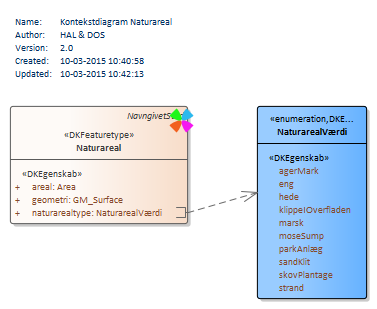 Name: Kontekstdiagram Naturareal
Author: HAL & DOS
Version: 2.0
Created: 10-03-2015 10:40:58
Updated: 10-03-2015 10:42:13
NavngivetS
«DKFeaturetype»
Naturareal
«DKEgenskab»
+ areal: Area
+ geometri: GM_Surface
+ naturarealtype: NaturarealVærdi
«enumeration,DKE...
NaturarealVærdi
«DKEgenskab»
agerMark
eng
hede
klippeIOverfladen
marsk
moseSump
parkAnlæg
sandKlit
skovPlantage
strand